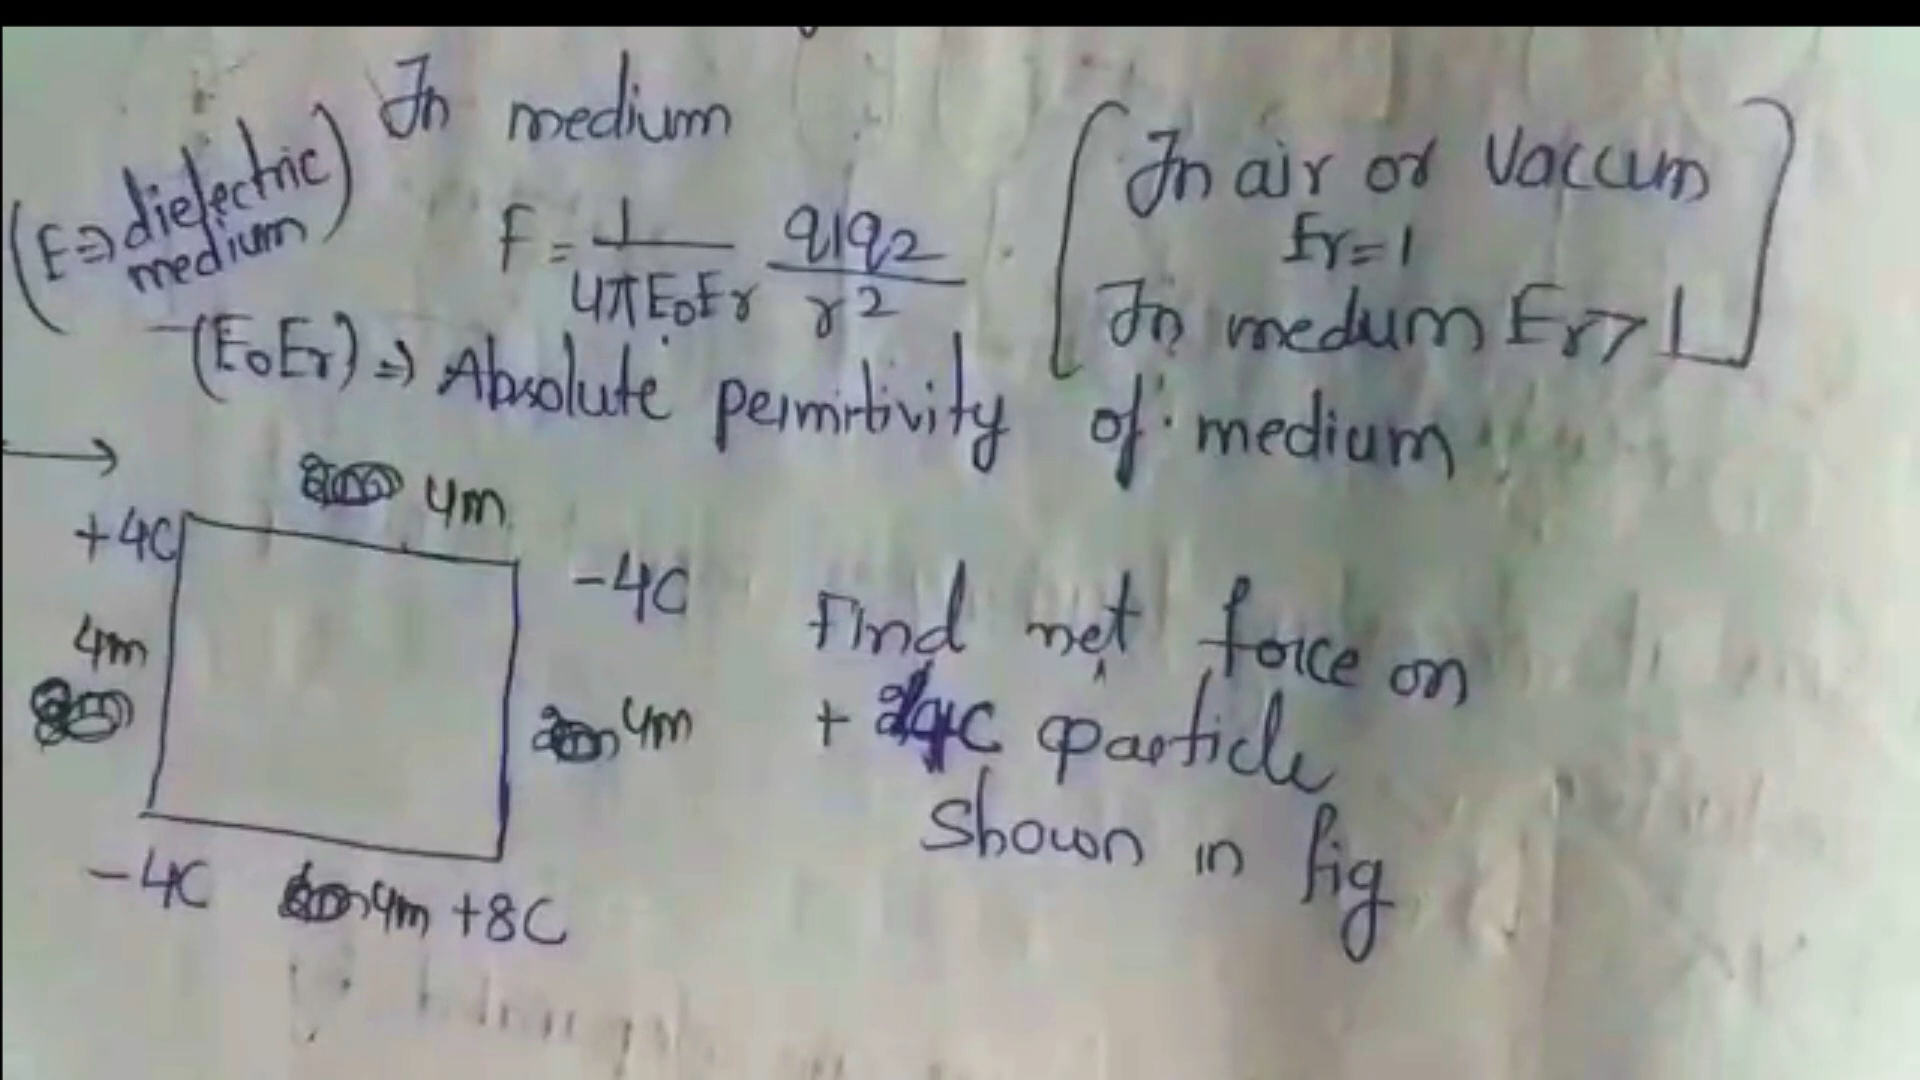 In medium
(E⇒ dielectric medium)
F = 1/4πE0Er q1q2/r2
[In air or Vaccum
Er=1
In medum Er>1]
(E0Er) ⇒ Absolute permitivity of medium
→
4m
+4C
-4C
4m
4m
-4C 4m +8C
Find net force on
+ 4C particle
shown in fig